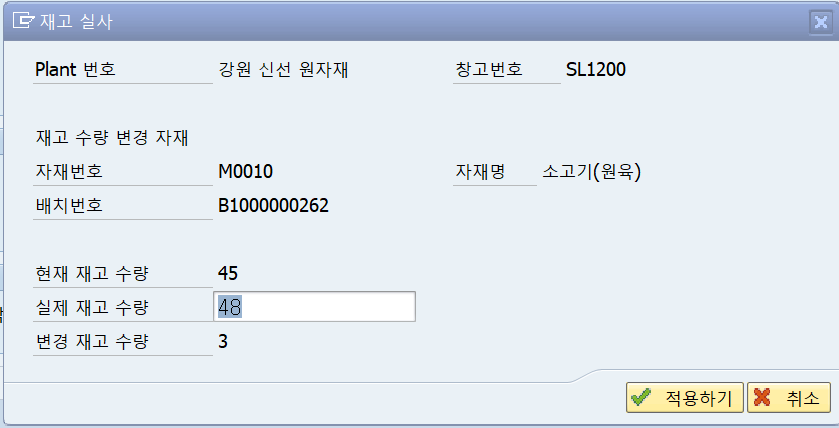 재고 실사
Plant 번호 강원 신선 원자재 창고번호 SL1200
재고 수량 변경 자재
자재번호 M0010 자재명 소고기(원육)
배치번호 B1000000262
현재 재고 수량 45
실제 재고 수량 48
변경 재고 수량 3
적용하기 취소